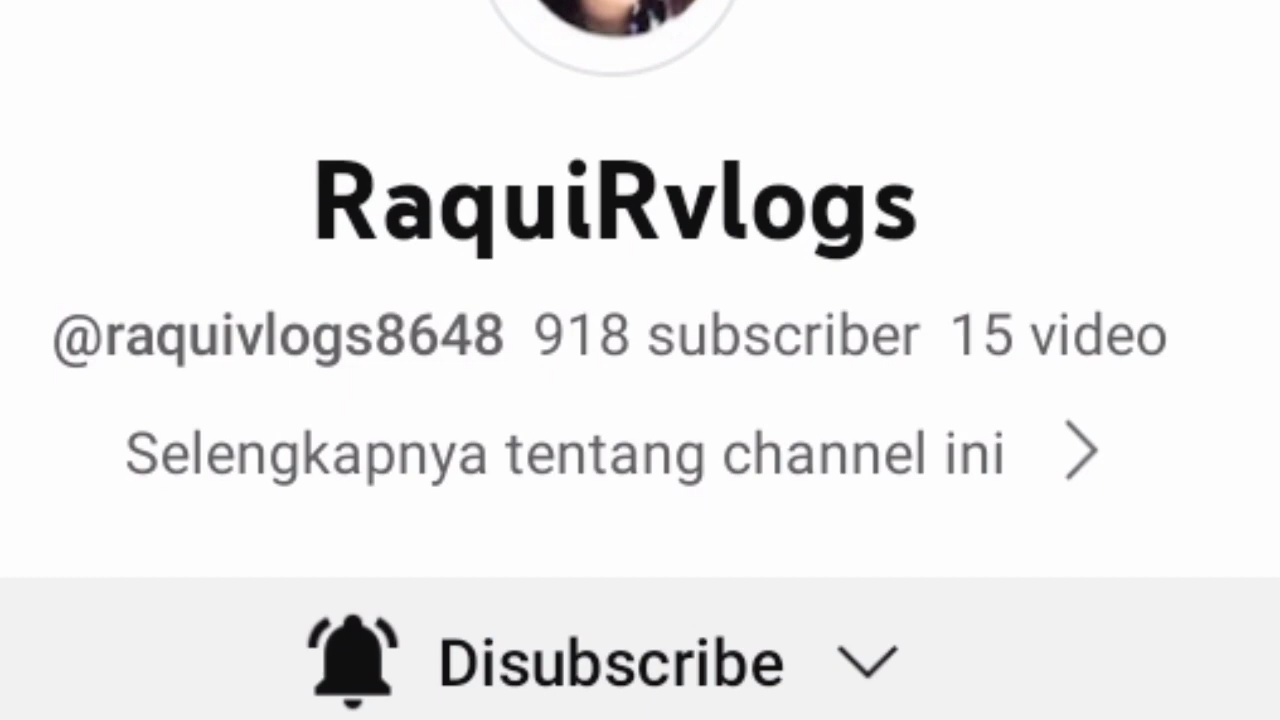 RaquiRvlogs
@raquivlogs8648 918 subscriber 15 video
Selengkapnya tentang channel ini
Disubscribe